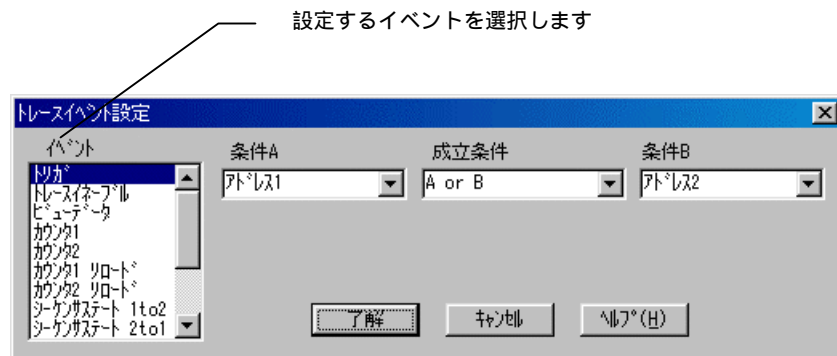 設定するイベントを選択します
トレースイベント設定
イベント
条件A
成立条件
条件B
トリガ
トレースイネーブル
ビューデータ
カウンタ1
カウンタ2
カウンタ1 リロード
カウンタ2 リロード
シーケンサステート 1to2
シーケンサステート 2to1
アドレス1
A or B
アドレス2
了解
キャンセル
ヘルプ(H)